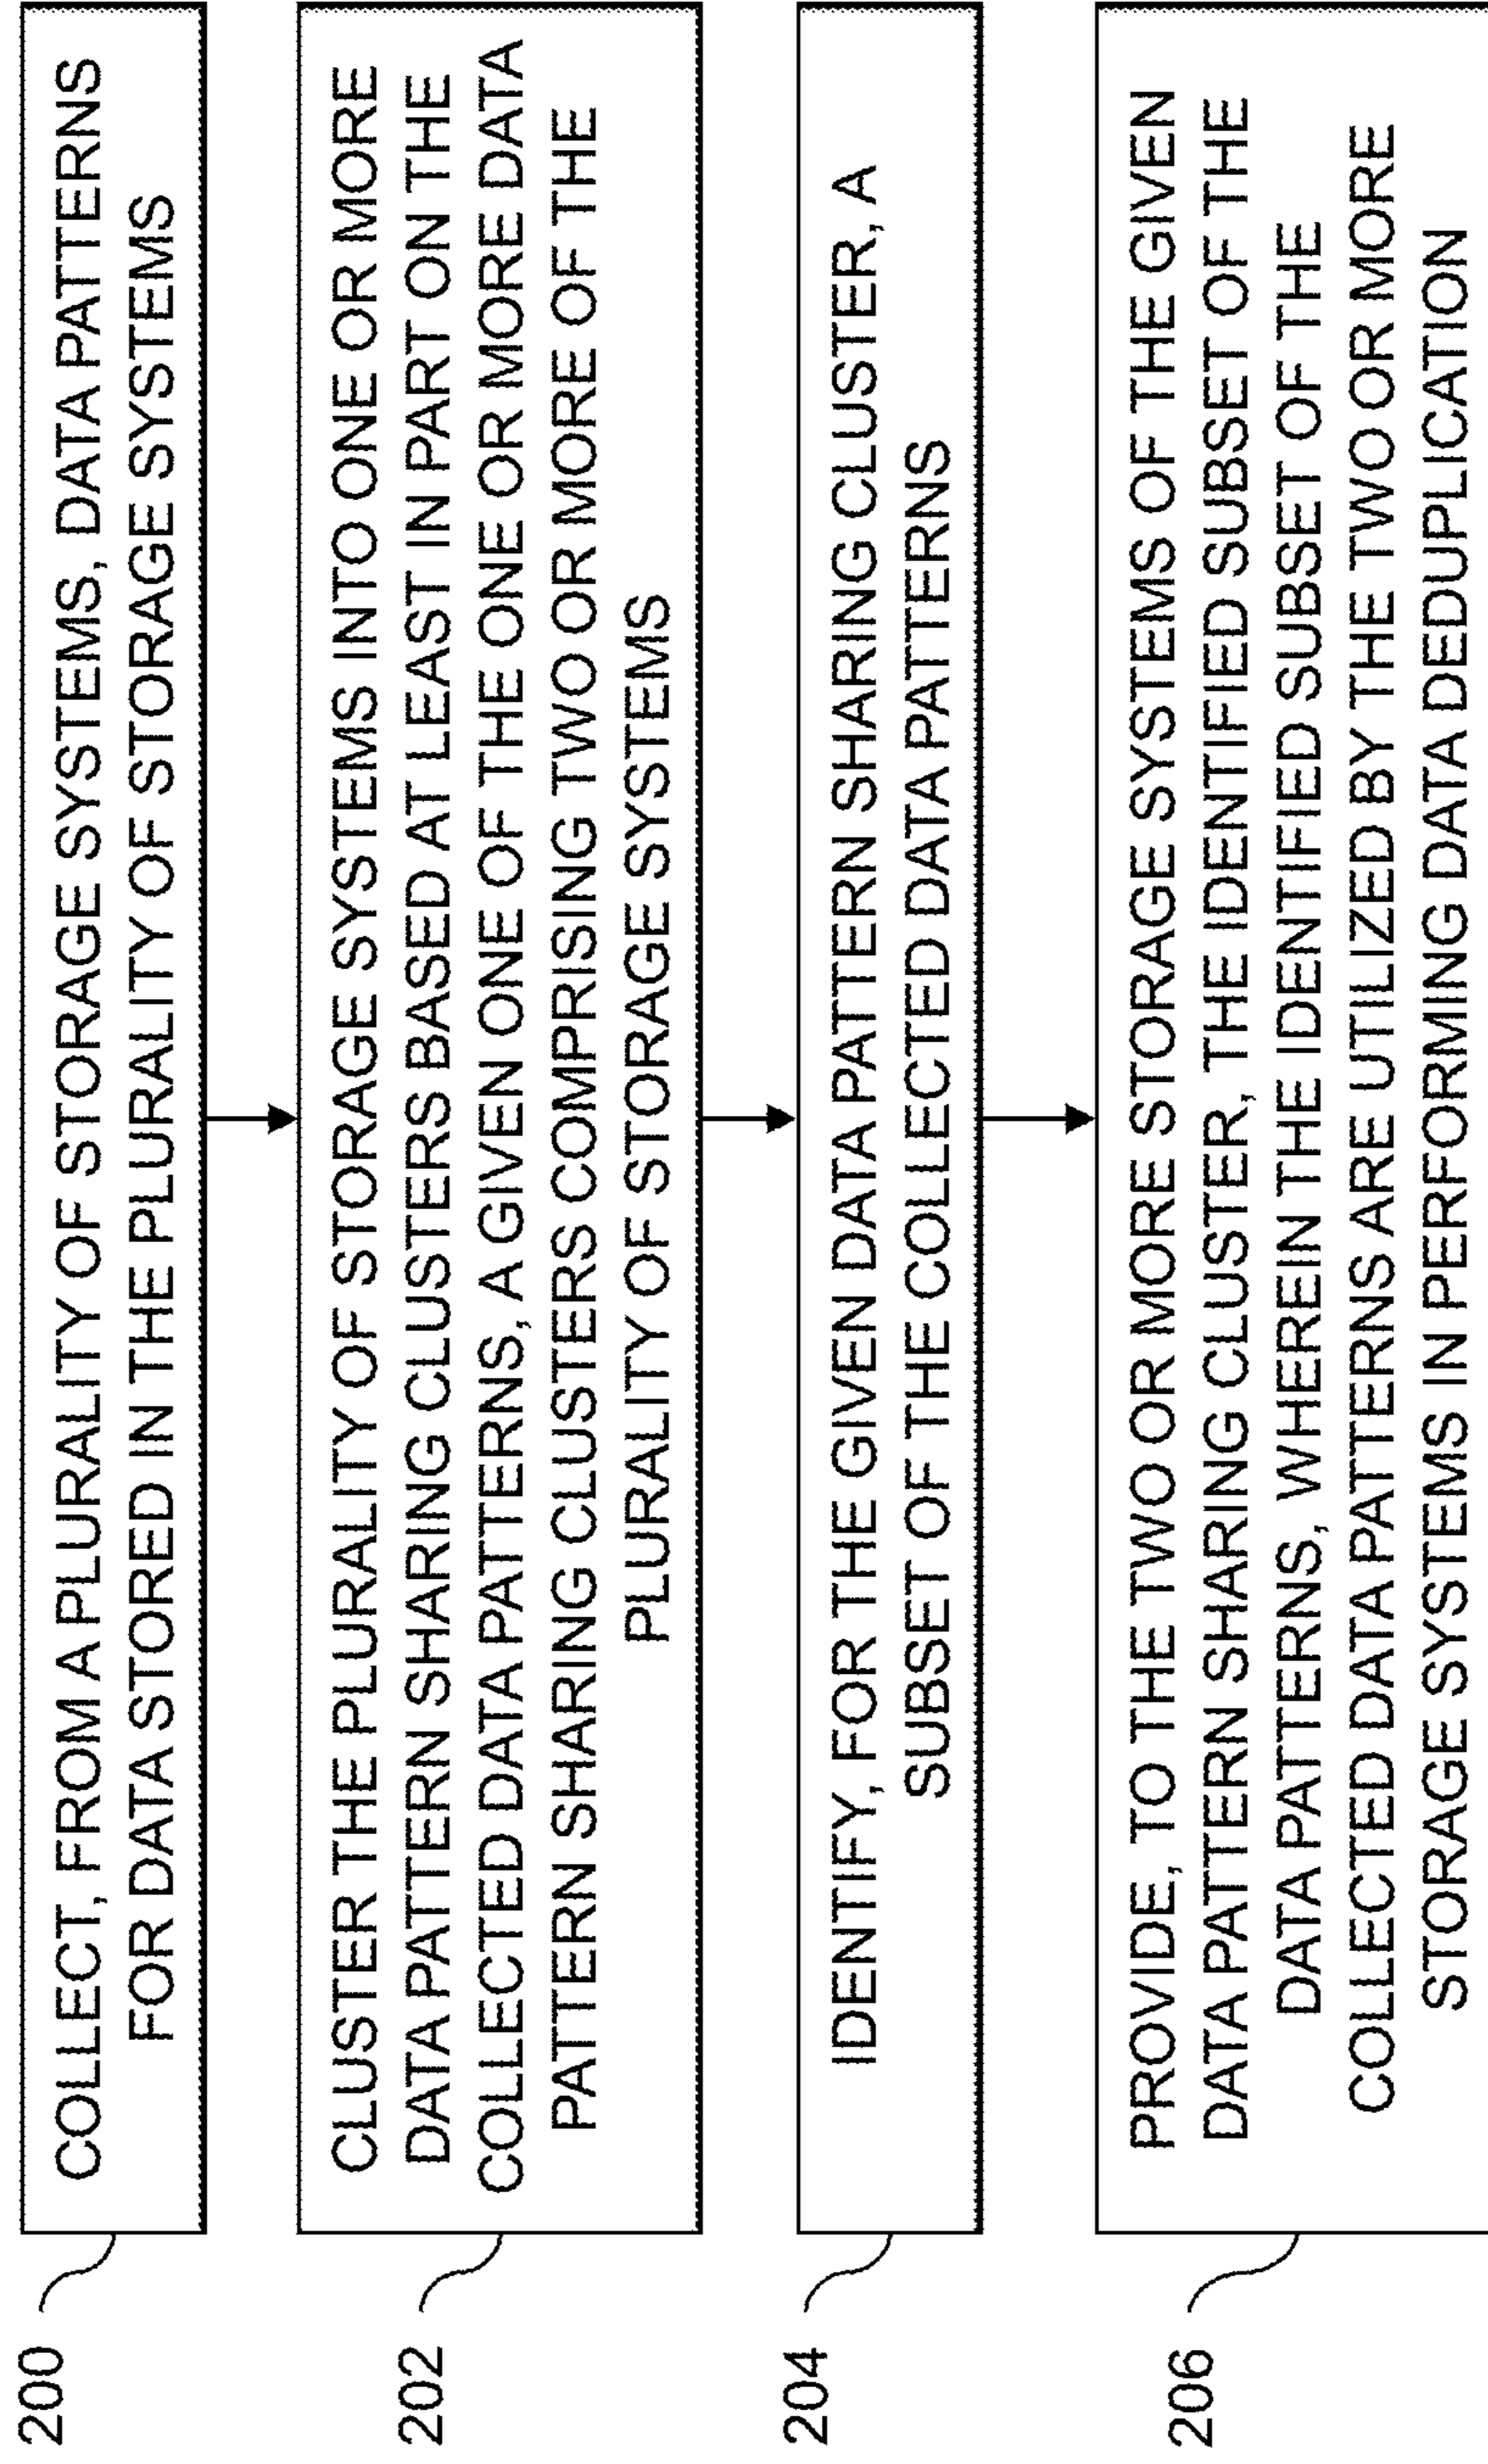 200
COLLECT, FROM A PLURALITY OF STORAGE SYSTEMS, DATA PATTERNS
FOR DATA STORED IN THE PLURALITY OF STORAGE SYSTEMS
202
CLUSTER THE PLURALITY OF STORAGE SYSTEMS INTO ONE OR MORE
DATA PATTERN SHARING CLUSTERS BASED AT LEAST IN PART ON THE
COLLECTED DATA PATTERNS, A GIVEN ONE OF THE ONE OR MORE DATA
PATTERN SHARING CLUSTERS COMPRISING TWO OR MORE OF THE
PLURALITY OF STORAGE SYSTEMS
204
IDENTIFY, FOR THE GIVEN DATA PATTERN SHARING CLUSTER, A
SUBSET OF THE COLLECTED DATA PATTERNS
206
PROVIDE, TO THE TWO OR MORE STORAGE SYSTEMS OF THE GIVEN
DATA PATTERN SHARING CLUSTER, THE IDENTIFIED SUBSET OF THE
DATA PATTERNS, WHEREIN THE IDENTIFIED SUBSET OF THE
COLLECTED DATA PATTERNS ARE UTILIZED BY THE TWO OR MORE
STORAGE SYSTEMS IN PERFORMING DATA DEDUPLICATION